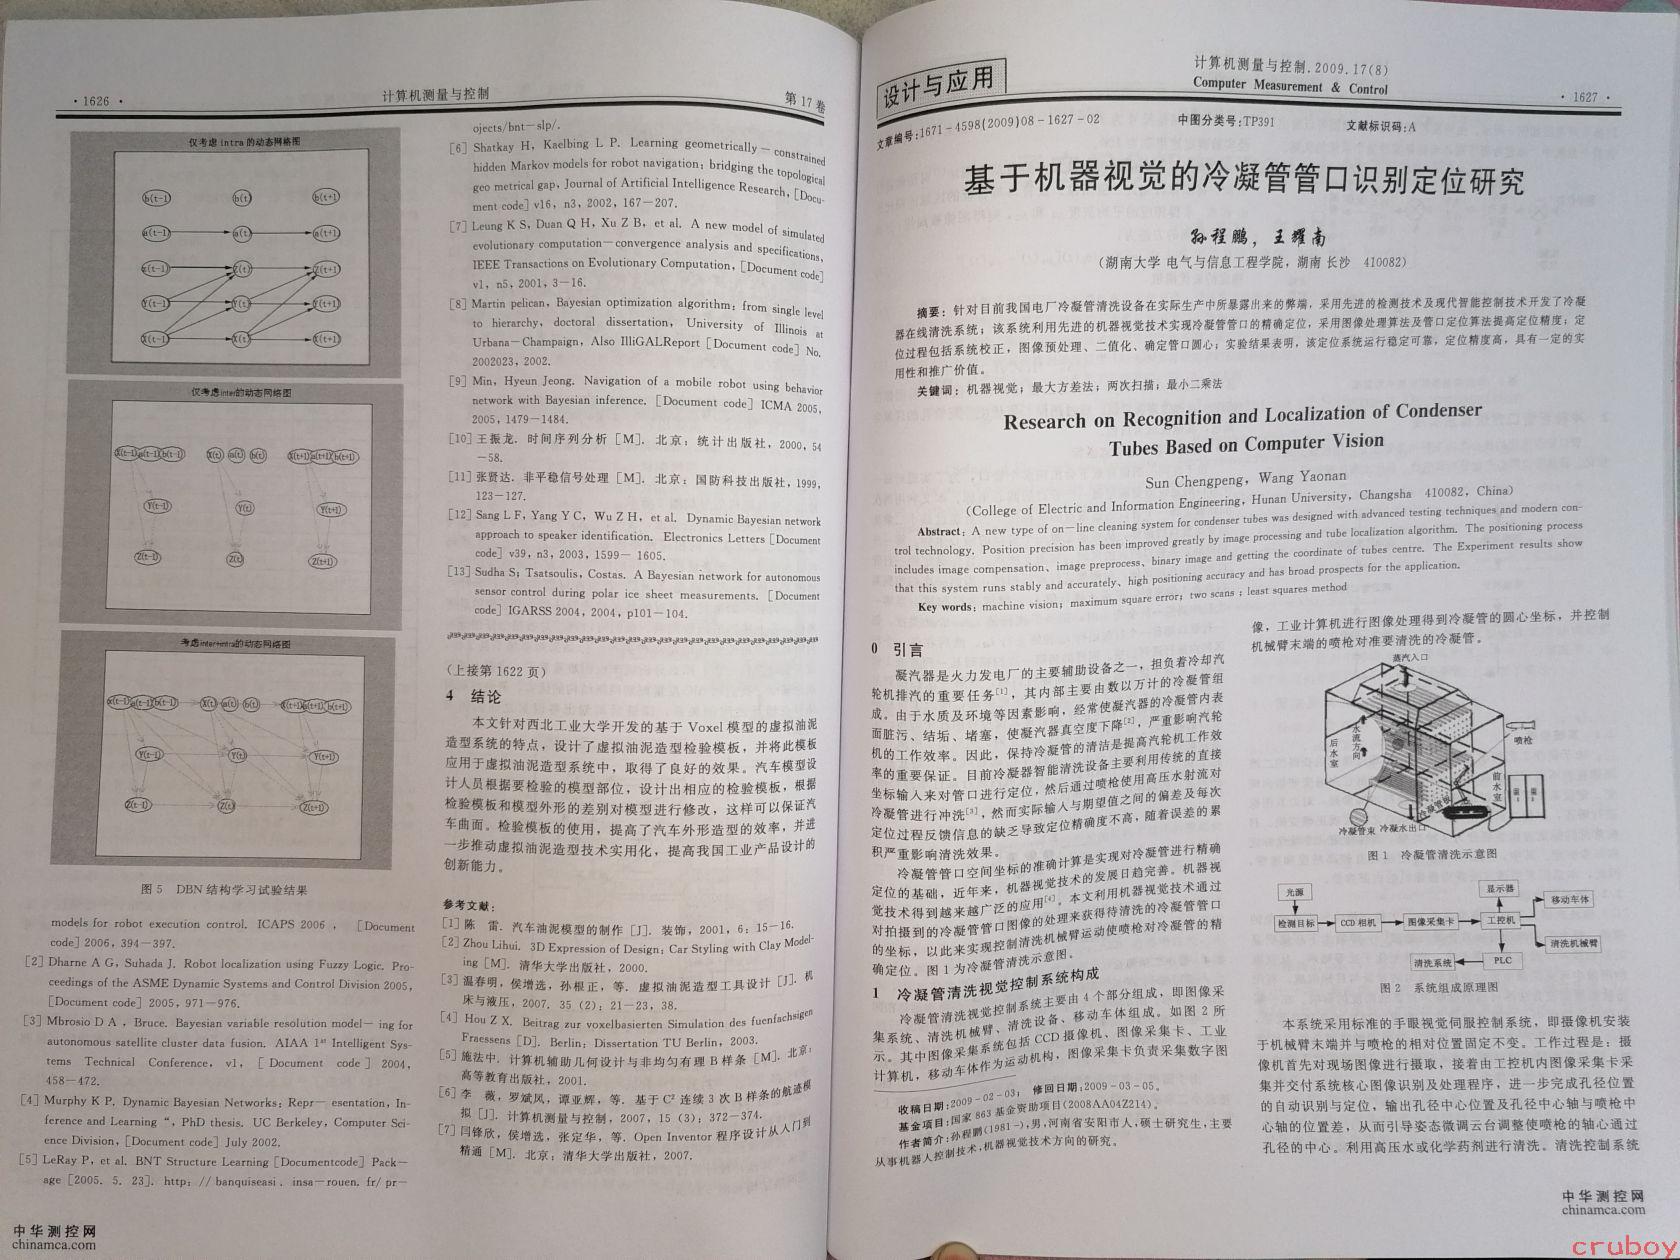 · 1626 ·
计算机测量与控制
第 17 卷
仅考虑 intra 的动态网络图
b(t-1) b(t) b(t+1)
a(t-1) a(t) a(t+1)
Z(t) Z(t+1)
Y(t-1) Y(t) Y(t+1)
X(t-1) X(t) X(t+1)
仅考虑inter的动态网络图
X(t-1) a(t-1) b(t-1) X(t) a(t) b(t) X(t+1) a(t+1) b(t+1)
Y(t-1) Y(t) Y(t+1)
Z(t-1) Z(t) Z(t+1)
考虑inter+intra的动态网络图
X(t-1) a(t-1) b(t-1) X(t) a(t) b(t) X(t+1) a(t+1) b(t+1)
Y(t-1) Y(t) Y(t+1)
Z(t-1) Z(t) Z(t+1)
图 5 DBN 结构学习试验结果
models for robot execution control. ICAPS 2006 , [Document
code] 2006, 394－397.
[2] Dharne A G, Suhada J. Robot localization using Fuzzy Logic. Pro-
ceedings of the ASME Dynamic Systems and Control Division 2005,
[Document code] 2005, 971－976.
[3] Mbrosio D A , Bruce. Bayesian variable resolution model－ ing for
autonomous satellite cluster data fusion. AIAA 1st Intelligent Sys-
tems Technical Conference, v1, [ Document code ] 2004,
458－472.
[4] Murphy K P. Dynamic Bayesian Networks: Repr－ esentation, In-
ference and Learning “, PhD thesis. UC Berkeley, Computer Sci-
ence Division, [Document code] July 2002.
[5] LeRay P, et al. BNT Structure Learning [Documentcode] Pack－
age [2005. 5. 23]. http: // banquiseasi . insa－rouen. fr/ pr－
ojects/bnt－slp/.
[6] Shatkay H, Kaelbing L P. Learning geometrically － constrained
hidden Markov models for robot navigation; bridging the topological
geo metrical gap, Journal of Artificial Intelligence Research, [Docu-
ment code] v16, n3, 2002, 167－207.
[7] Leung K S, Duan Q H, Xu Z B, et al. A new model of simulated
evolutionary computation－convergence analysis and specifications,
IEEE Transactions on Evolutionary Computation, [Document code]
v1, n5, 2001, 3－16.
[8] Martin pelican, Bayesian optimization algorithm: from single level
to hierarchy, doctoral dissertation, University of Illinois at
Urbana－Champaign, Also IlliGALReport [Document code] No.
2002023, 2002.
[9] Min, Hyeun Jeong. Navigation of a mobile robot using behavior
network with Bayesian inference. [Document code] ICMA 2005,
2005, 1479－1484.
[10] 王振龙. 时间序列分析 [M]. 北京: 统计出版社, 2000, 54
－58.
[11] 张贤达. 非平稳信号处理 [M]. 北京: 国防科技出版社, 1999,
123－127.
[12] Sang L F, Yang Y C, Wu Z H, et al. Dynamic Bayesian network
approach to speaker identification. Electronics Letters [Document
code] v39, n3, 2003, 1599－ 1605.
[13] Sudha S; Tsatsoulis, Costas. A Bayesian network for autonomous
sensor control during polar ice sheet measurements. [Document
code] IGARSS 2004, 2004, p101－104.
(上接第 1622 页)
4 结论
本文针对西北工业大学开发的基于 Voxel 模型的虚拟油泥
造型系统的特点，设计了虚拟油泥造型检验模板，并将此模板
应用于虚拟油泥造型系统中，取得了良好的效果。汽车模型设
计人员根据要检验的模型部位，设计出相应的检验模板，根据
检验模板和模型外形的差别对模型进行修改，这样可以保证汽
车曲面。检验模板的使用，提高了汽车外形造型的效率，并进
一步推动虚拟油泥造型技术实用化，提高我国工业产品设计的
创新能力。
参考文献：
[1] 陈 雷. 汽车油泥模型的制作 [J]. 装饰, 2001, 6: 15－16.
[2] Zhou Lihui. 3D Expression of Design: Car Styling with Clay Model-
ing [M]. 清华大学出版社, 2000.
[3] 温春明, 侯增选, 孙根正, 等. 虚拟油泥造型工具设计 [J]. 机
床与液压, 2007. 35 (2): 21－23, 38.
[4] Hou Z X. Beitrag zur voxelbasierten Simulation des fuenfachsigen
Fraessens [D]. Berlin: Dissertation TU Berlin, 2003.
[5] 施法中. 计算机辅助几何设计与非均匀有理 B 样条 [M]. 北京:
高等教育出版社, 2001.
[6] 李 薇, 罗斌凤, 谭亚辉, 等. 基于 C² 连续 3 次 B 样条的航迹模
拟 [J]. 计算机测量与控制, 2007, 15 (3): 372－374.
[7] 闫锋欣, 侯增选, 张定华, 等. Open Inventor 程序设计从入门到
精通 [M]. 北京: 清华大学出版社, 2007.
中华测控网
chinamca.com
设计与应用
计算机测量与控制.2009.17(8)
Computer Measurement & Control
· 1627 ·
文章编号:1671－4598(2009)08－1627－02 中图分类号:TP391 文献标识码:A
基于机器视觉的冷凝管管口识别定位研究
孙程鹏，王耀南
(湖南大学 电气与信息工程学院，湖南 长沙 410082)
摘要：针对目前我国电厂冷凝管清洗设备在实际生产中所暴露出来的弊端，采用先进的检测技术及现代智能控制技术开发了冷凝
器在线清洗系统；该系统利用先进的机器视觉技术实现冷凝管管口的精确定位，采用图像处理算法及管口定位算法提高定位精度；定
位过程包括系统校正，图像预处理、二值化、确定管口圆心；实验结果表明，该定位系统运行稳定可靠，定位精度高，具有一定的实
用性和推广价值。
关键词：机器视觉；最大方差法；两次扫描；最小二乘法
Research on Recognition and Localization of Condenser
Tubes Based on Computer Vision
Sun Chengpeng, Wang Yaonan
(College of Electric and Information Engineering, Hunan University, Changsha 410082, China)
Abstract: A new type of on－line cleaning system for condenser tubes was designed with advanced testing techniques and modern con-
trol technology. Position precision has been improved greatly by image processing and tube localization algorithm. The positioning process
includes image compensation、image preprocess、binary image and getting the coordinate of tubes centre. The Experiment results show
that this system runs stably and accurately、high positioning accuracy and has broad prospects for the application.
Key words: machine vision; maximum square error; two scans ; least squares method
0 引言
凝汽器是火力发电厂的主要辅助设备之一，担负着冷却汽
轮机排汽的重要任务[1]，其内部主要由数以万计的冷凝管组
成。由于水质及环境等因素影响，经常使凝汽器的冷凝管内表
面脏污、结垢、堵塞，使凝汽器真空度下降[2]，严重影响汽轮
机的工作效率。因此，保持冷凝管的清洁是提高汽轮机工作效
率的重要保证。目前冷凝器智能清洗设备主要利用传统的直接
坐标输入来对管口进行定位，然后通过喷枪使用高压水射流对
冷凝管进行冲洗[3]，然而实际输入与期望值之间的偏差及每次
定位过程反馈信息的缺乏导致定位精确度不高，随着误差的累
积严重影响清洗效果。
冷凝管管口空间坐标的准确计算是实现对冷凝管进行精确
定位的基础，近年来，机器视觉技术的发展日趋完善。机器视
觉技术得到越来越广泛的应用[4]。本文利用机器视觉技术通过
对拍摄到的冷凝管管口图像的处理来获得待清洗的冷凝管管口
的坐标，以此来实现控制清洗机械臂运动使喷枪对冷凝管的精
确定位。图 1 为冷凝管清洗示意图。
1 冷凝管清洗视觉控制系统构成
冷凝管清洗视觉控制系统主要由 4 个部分组成，即图像采
集系统、清洗机械臂、清洗设备、移动车体组成。如图 2 所
示。其中图像采集系统包括 CCD 摄像机、图像采集卡、工业
计算机，移动车体作为运动机构，图像采集卡负责采集数字图
收稿日期:2009－02－03; 修回日期:2009－03－05。
基金项目:国家 863 基金资助项目(2008AA04Z214)。
作者简介:孙程鹏(1981－),男,河南省安阳市人,硕士研究生,主要
从事机器人控制技术,机器视觉技术方向的研究。
像，工业计算机进行图像处理得到冷凝管的圆心坐标，并控制
机械臂末端的喷枪对准要清洗的冷凝管。
蒸汽入口
后水室
水流方向
喷枪
前水室
冷凝管板
冷凝管束 冷凝水出口
图 1 冷凝管清洗示意图
光源 显示器 移动车体
检测目标 CCD 相机 图像采集卡 工控机
清洗机械臂
清洗系统 PLC
图 2 系统组成原理图
本系统采用标准的手眼视觉伺服控制系统，即摄像机安装
于机械臂末端并与喷枪的相对位置固定不变。工作过程是：摄
像机首先对现场图像进行摄取，接着由工控机内图像采集卡采
集并交付系统核心图像识别及处理程序，进一步完成孔径位置
的自动识别与定位，输出孔径中心位置及孔径中心轴与喷枪中
心轴的位置差，从而引导姿态微调云台调整使喷枪的轴心通过
孔径的中心。利用高压水或化学药剂进行清洗。清洗控制系统
中华测控网
chinamca.com
cruboy